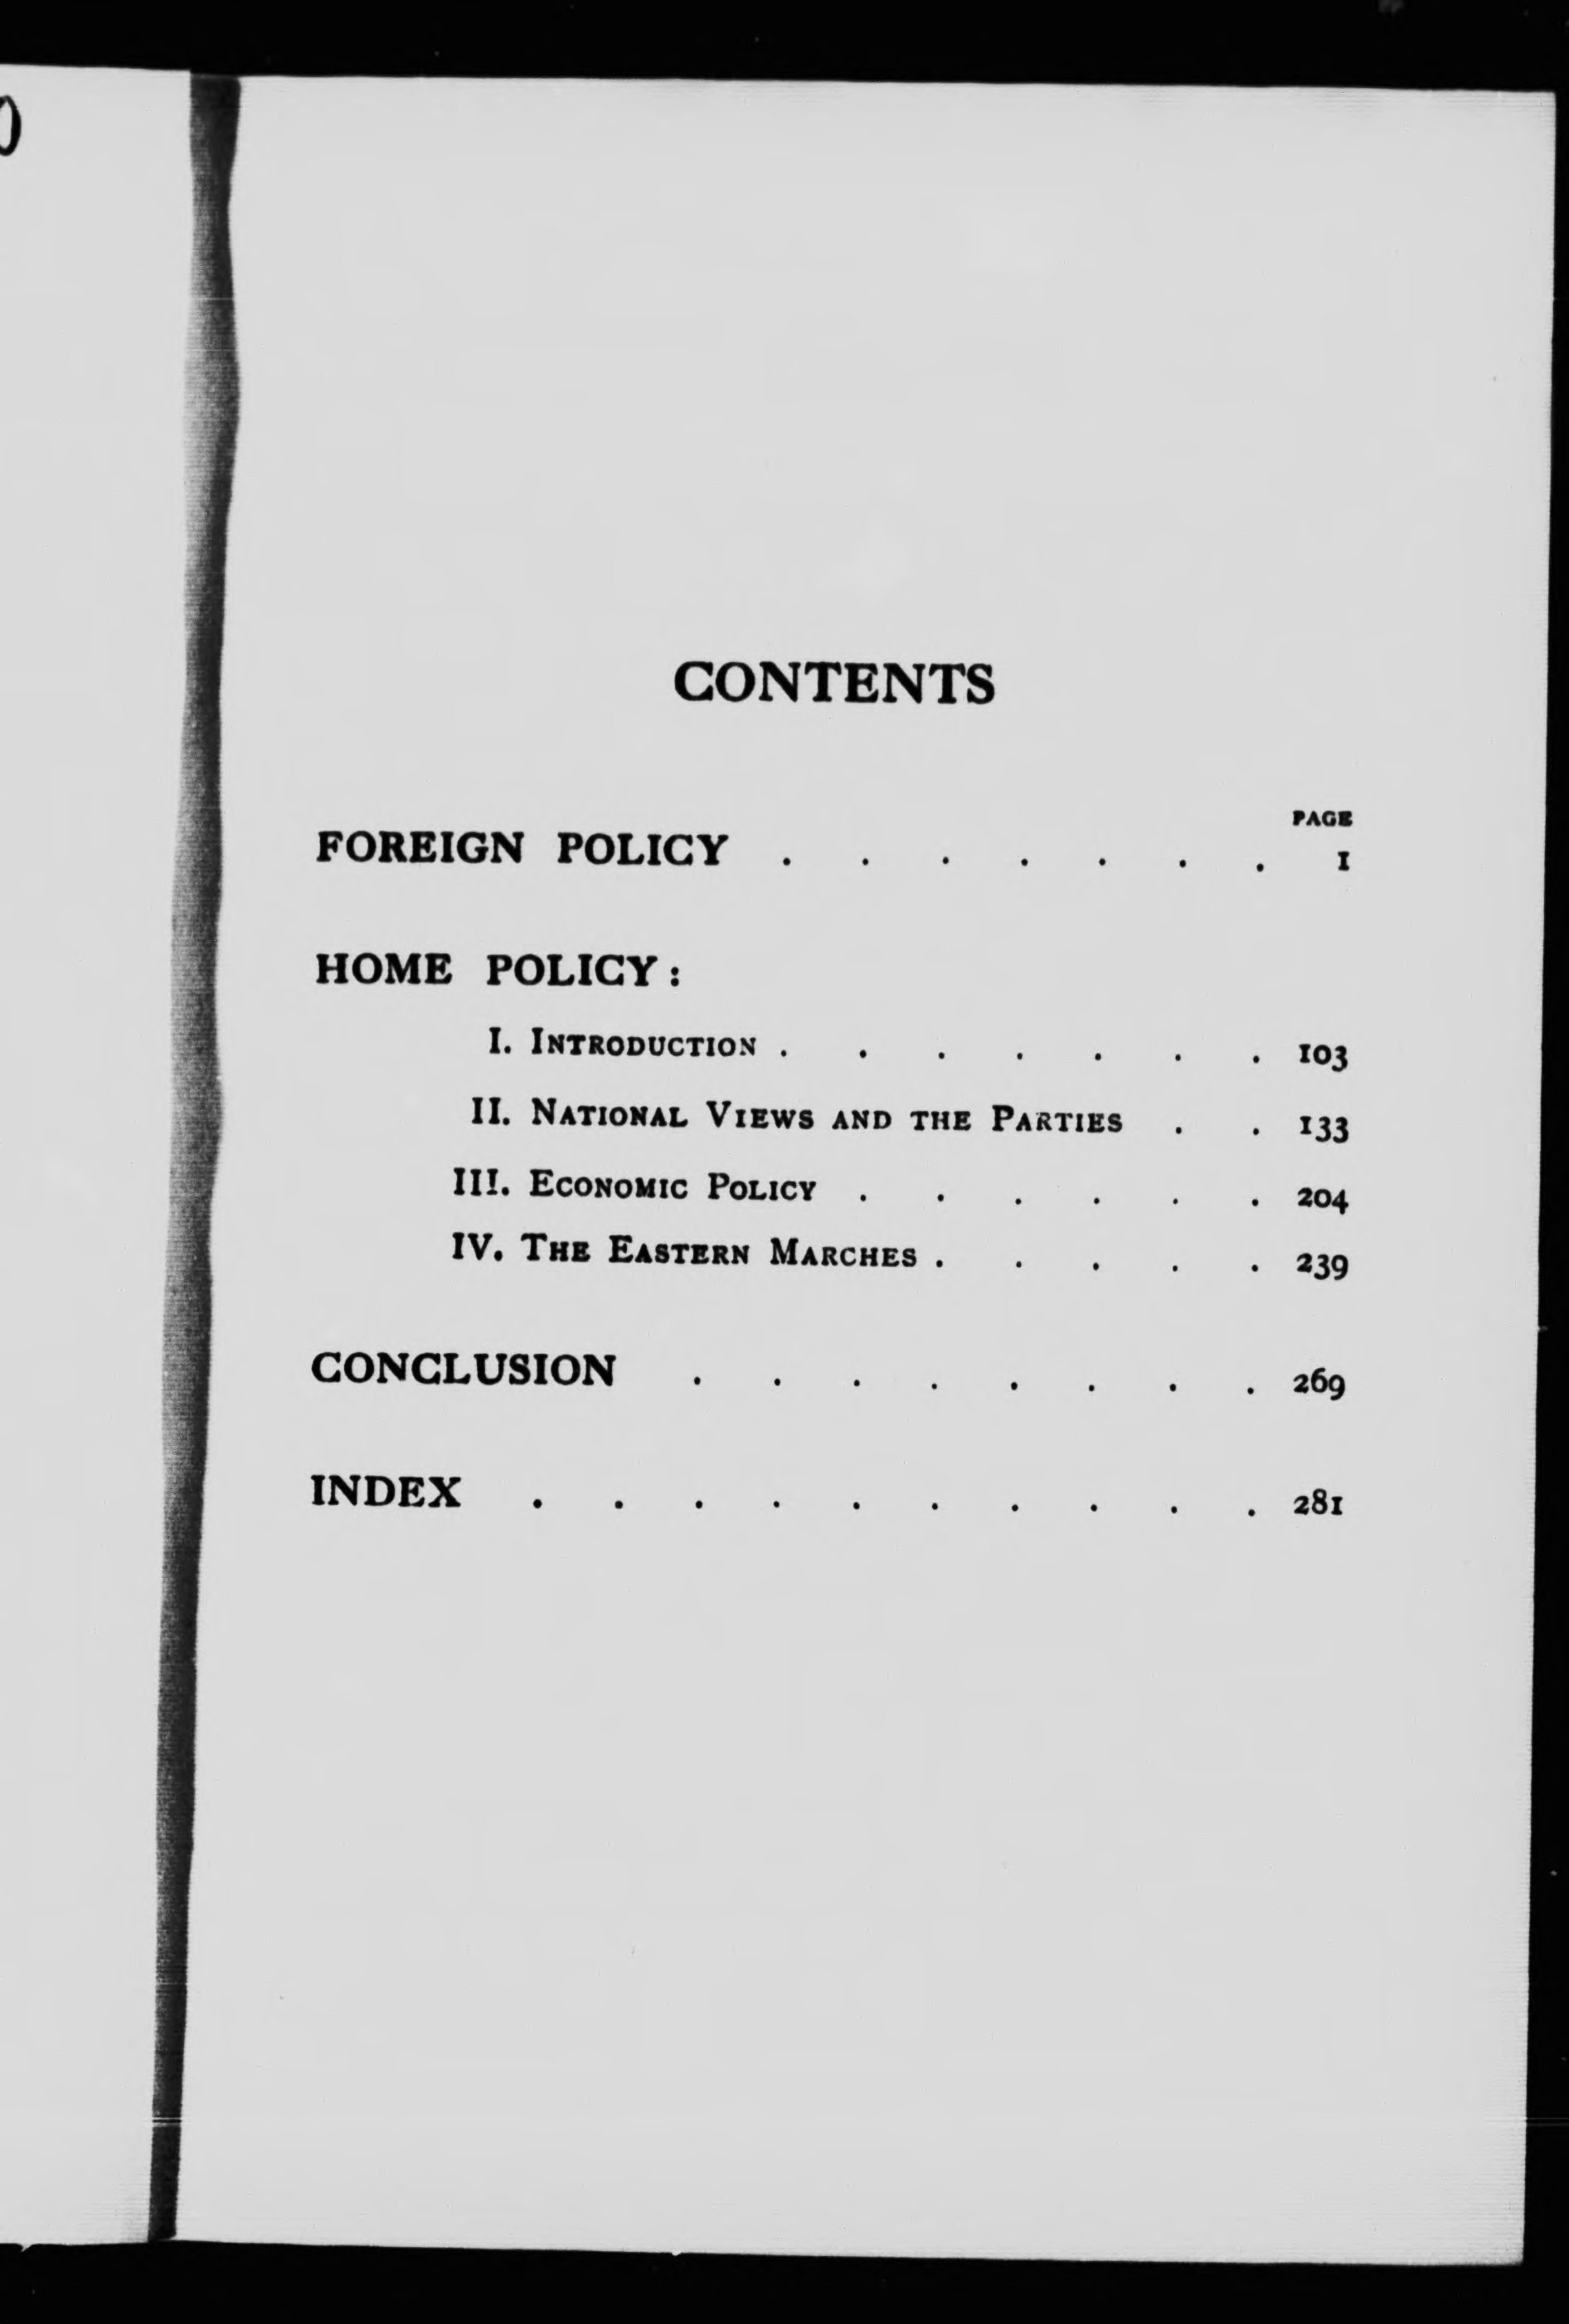 CONTENTS
PAGE
FOREIGN POLICY . . . . . . . 1
HOME POLICY:
I. INTRODUCTION . . . . . . . 103
II. NATIONAL VIEWS AND THE PARTIES . . 133
III. ECONOMIC POLICY . . . . . . 204
IV. THE EASTERN MARCHES . . . . . 239
CONCLUSION . . . . . . . . 269
INDEX . . . . . . . . . . 281